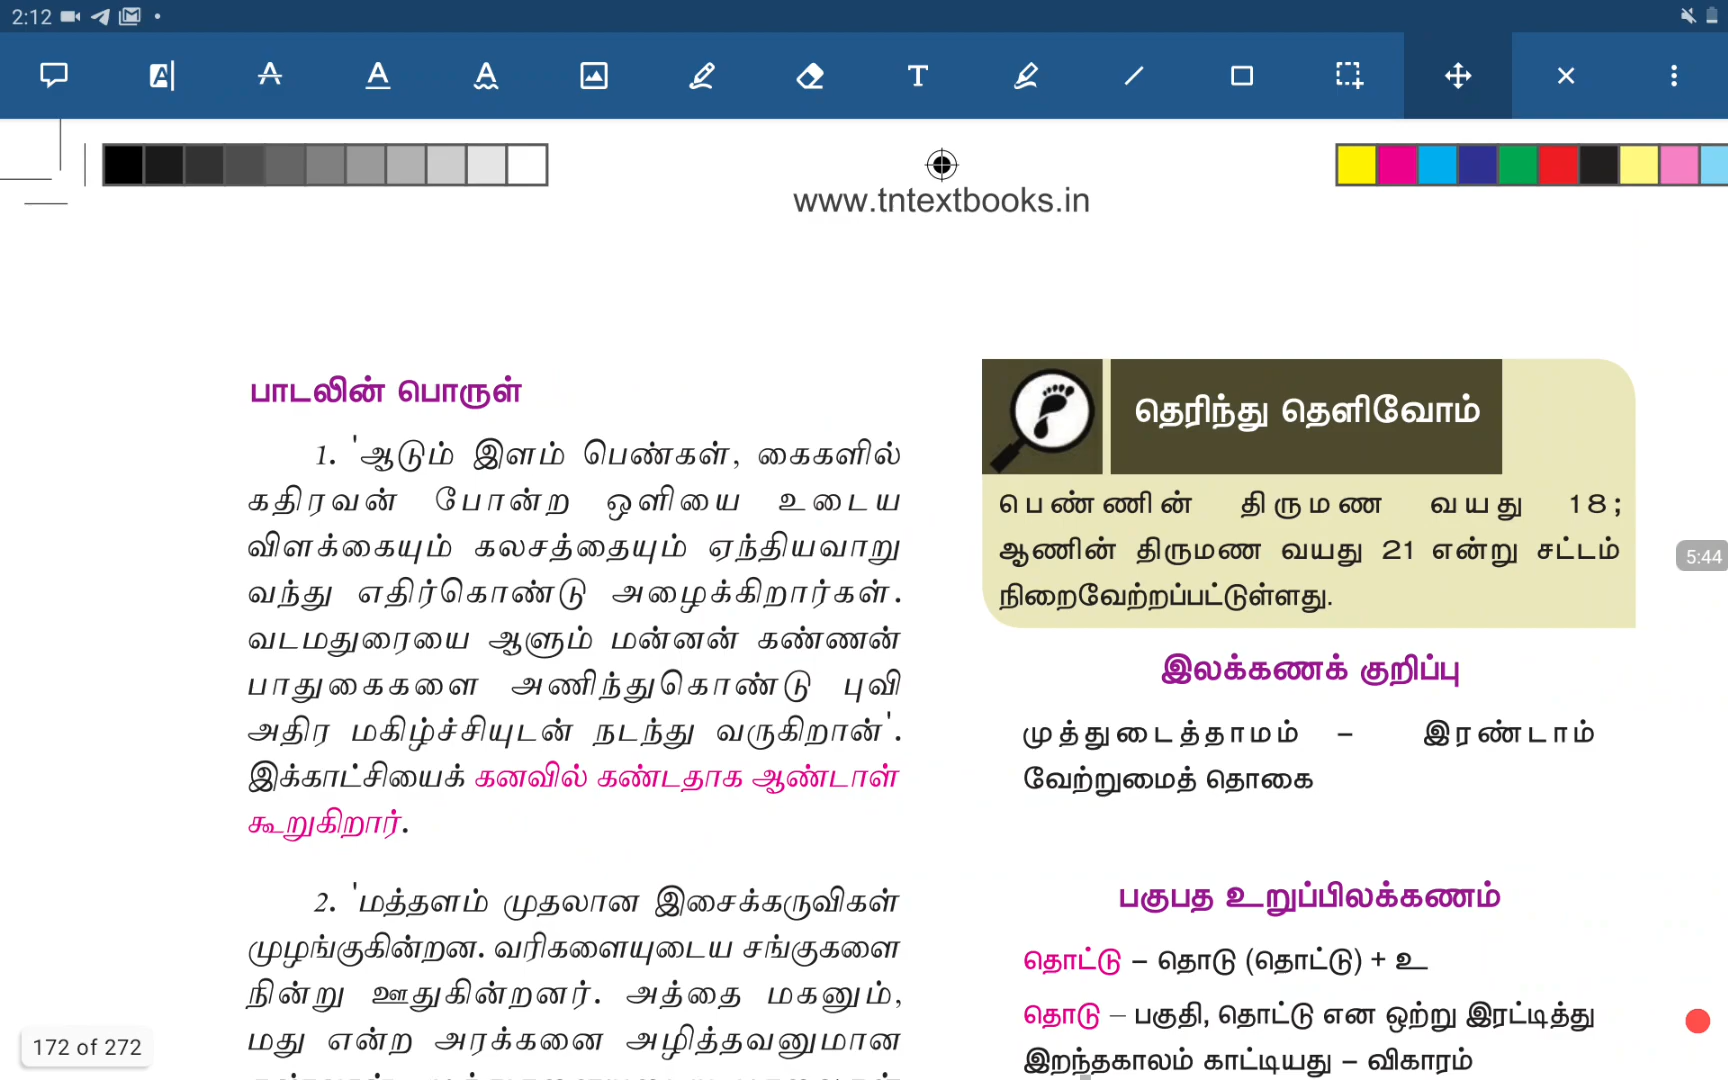 2:12
www.tntextbooks.in
பாடலின் பொருள்
1. 'ஆடும் இளம் பெண்கள், கைகளில்
கதிரவன் போன்ற ஒளியை உடைய
விளக்கையும் கலசத்தையும் ஏந்தியவாறு
வந்து எதிர்கொண்டு அழைக்கிறார்கள்.
வடமதுரையை ஆளும் மன்னன் கண்ணன்
பாதுகைகளை அணிந்துகொண்டு புவி
அதிர மகிழ்ச்சியுடன் நடந்து வருகிறான்'.
இக்காட்சியைக் கனவில் கண்டதாக ஆண்டாள்
கூறுகிறார்.
2. 'மத்தளம் முதலான இசைக்கருவிகள்
முழங்குகின்றன. வரிகளையுடைய சங்குகளை
நின்று ஊதுகின்றனர். அத்தை மகனும்,
மது என்ற அரக்கனை அழித்தவனுமான
தெரிந்து தெளிவோம்
பெண்ணின் திருமண வயது 18;
ஆணின் திருமண வயது 21 என்று சட்டம்
நிறைவேற்றப்பட்டுள்ளது.
இலக்கணக் குறிப்பு
முத்துடைத்தாமம் – இரண்டாம்
வேற்றுமைத் தொகை
பகுபத உறுப்பிலக்கணம்
தொட்டு – தொடு (தொட்டு) + உ
தொடு – பகுதி, தொட்டு என ஒற்று இரட்டித்து
இறந்தகாலம் காட்டியது – விகாரம்
5:44
172 of 272